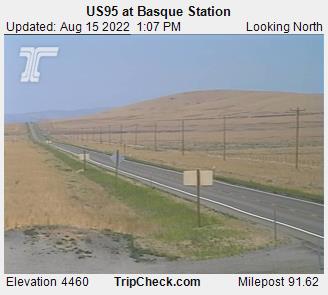 US95 at Basque Station
Updated: Aug 15 2022 1:07 PM Looking North
Elevation 4460 TripCheck.com Milepost 91.62